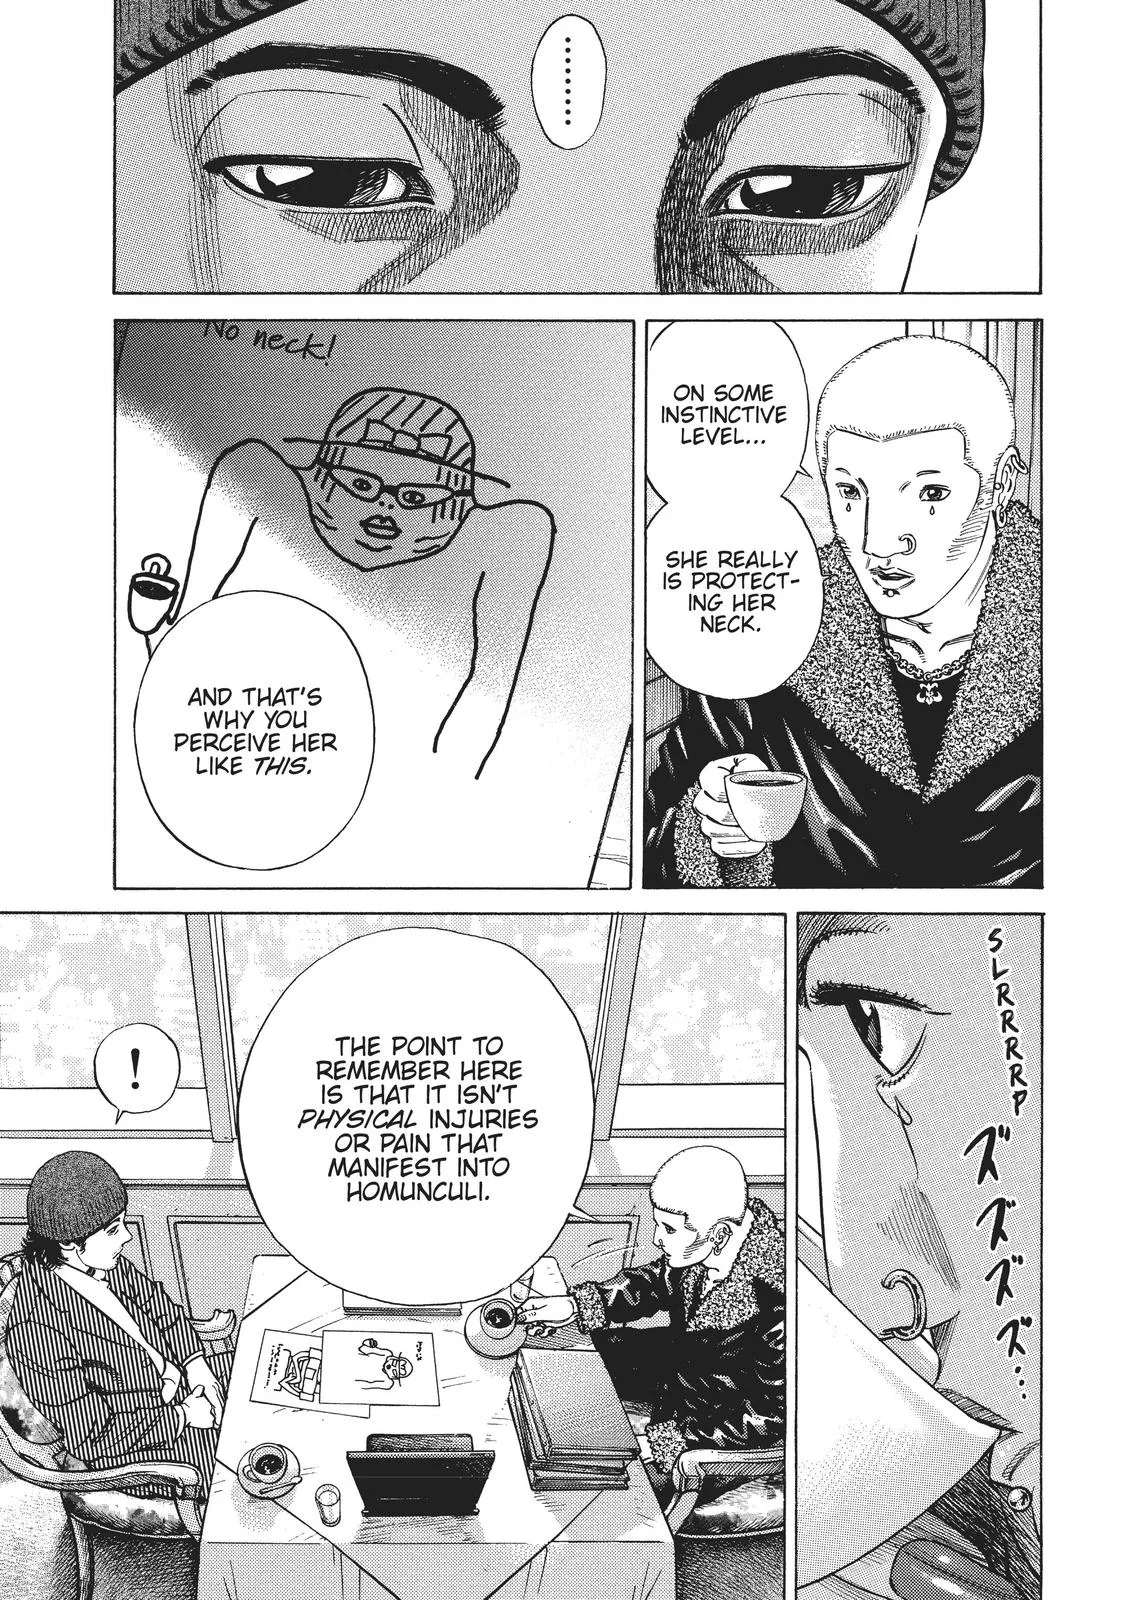 ………
ON SOME
INSTINCTIVE
LEVEL...
SHE REALLY
IS PROTECT-
ING HER
NECK.
No neck!
AND THAT'S
WHY YOU
PERCEIVE HER
LIKE THIS.
SLRRRRP
ズズズズ…
THE POINT TO
REMEMBER HERE
IS THAT IT ISN'T
PHYSICAL INJURIES
OR PAIN THAT
MANIFEST INTO
HOMUNCULI.
!